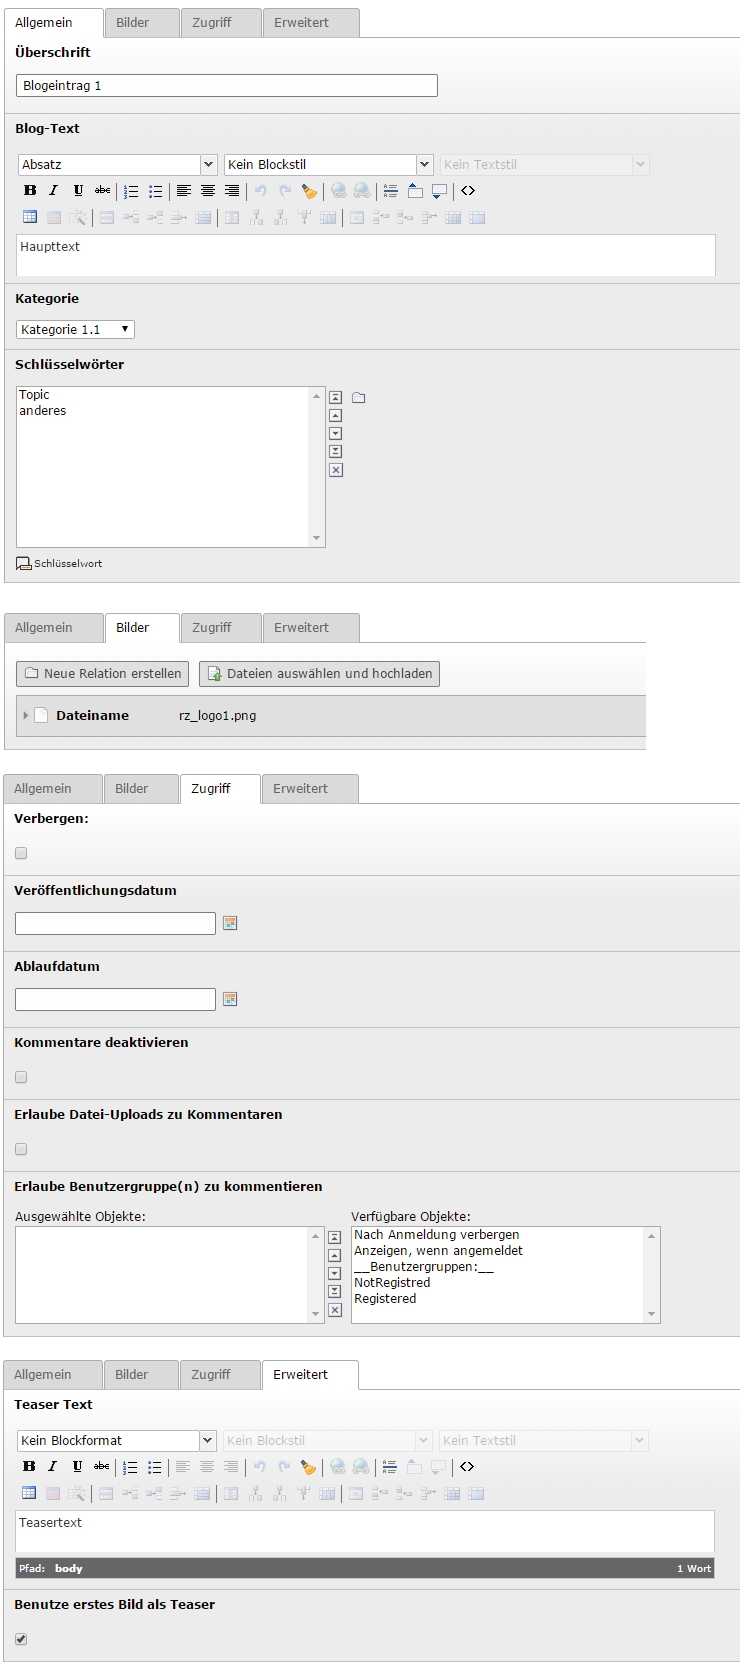 Allgemein Bilder Zugriff Erweitert
Überschrift
Blogeintrag 1
Blog-Text
Absatz Kein Blockstil Kein Textstil
B I U abc
Haupttext
Kategorie
Kategorie 1.1
Schlüsselwörter
Topic
anderes
Schlüsselwort
Allgemein Bilder Zugriff Erweitert
Neue Relation erstellen Dateien auswählen und hochladen
Dateiname rz_logo1.png
Allgemein Bilder Zugriff Erweitert
Verbergen:
Veröffentlichungsdatum
Ablaufdatum
Kommentare deaktivieren
Erlaube Datei-Uploads zu Kommentaren
Erlaube Benutzergruppe(n) zu kommentieren
Ausgewählte Objekte: Verfügbare Objekte:
Nach Anmeldung verbergen
Anzeigen, wenn angemeldet
__Benutzergruppen:__
NotRegistred
Registered
Allgemein Bilder Zugriff Erweitert
Teaser Text
Kein Blockformat Kein Blockstil Kein Textstil
B I U abc
Teasertext
Pfad: body 1 Wort
Benutze erstes Bild als Teaser